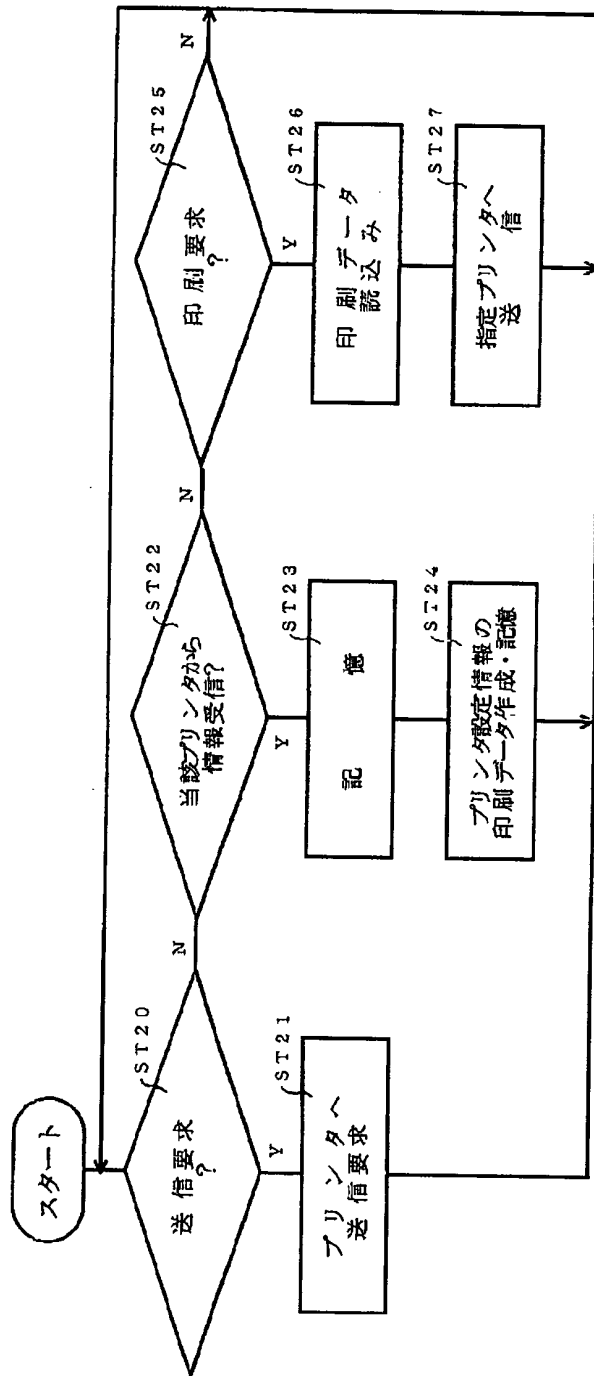 スタート
ST20
送信要求
?
N
Y
ST21
プリンタへ
送信要求
ST22
当該プリンタから
情報受信?
N
Y
ST23
記 憶
ST24
プリンタ設定情報の
印刷データ作成・記憶
ST25
印刷要求
?
N
Y
ST26
印刷データ
読込み
ST27
指定プリンタへ
送 信